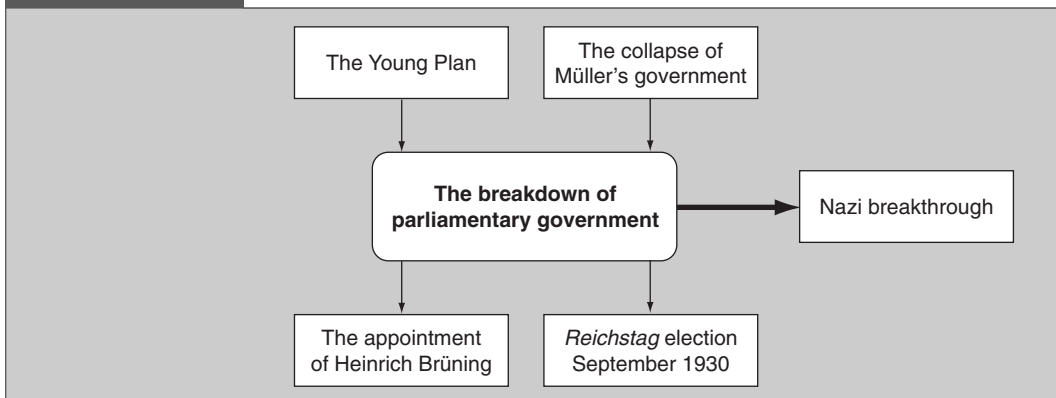 The Young Plan
The collapse of
Müller's government
The breakdown of
parliamentary government
Nazi breakthrough
The appointment
of Heinrich Brüning
Reichstag election
September 1930